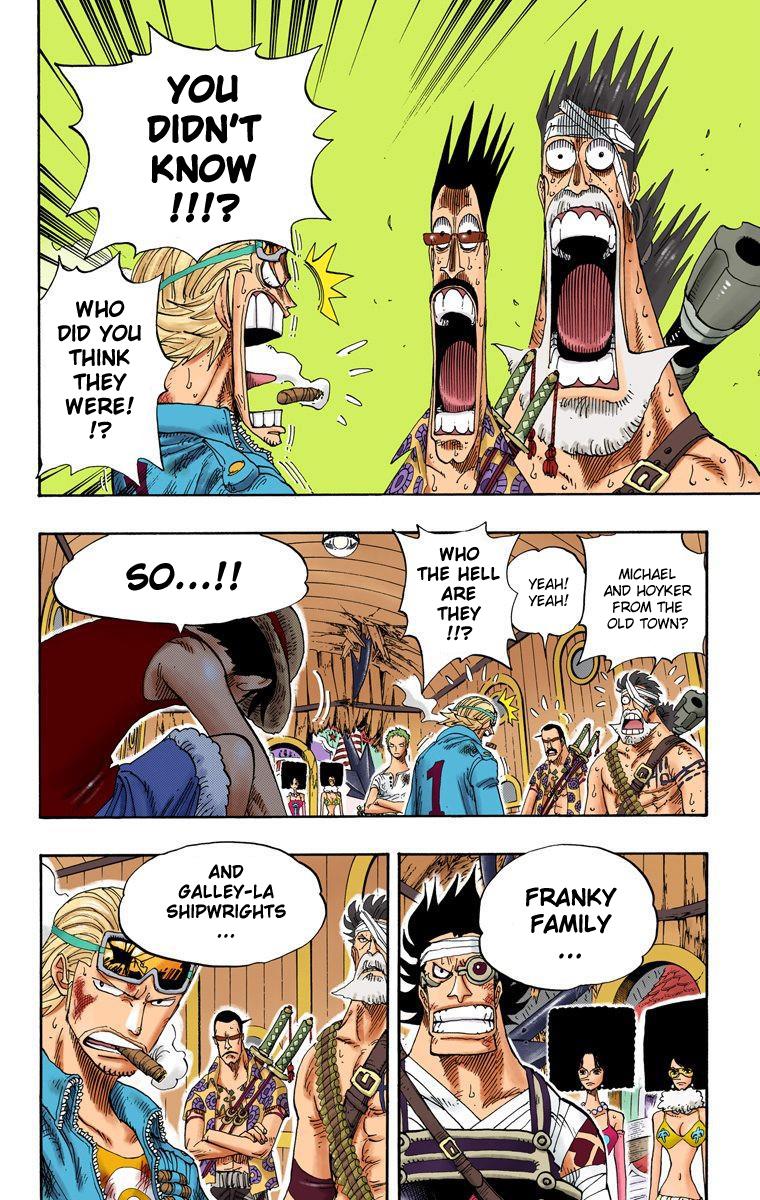 YOU
DIDN'T
KNOW
!!!?
WHO
DID YOU
THINK
THEY
WERE!
!?
MICHAEL
AND HOYKER
FROM THE
OLD TOWN?
YEAH!
YEAH!
WHO
THE HELL
ARE
THEY
!!?
SO...!!
1
FRANKY
FAMILY
...
AND
GALLEY-LA
SHIPWRIGHTS
...